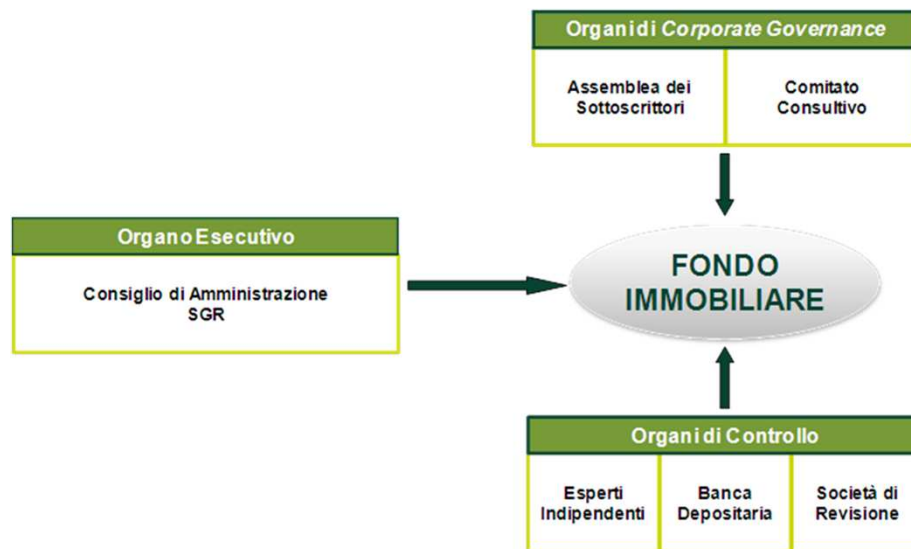 Organi di Corporate Governance
Assemblea dei
Sottoscrittori
Comitato
Consultivo
Organo Esecutivo
Consiglio di Amministrazione
SGR
FONDO
IMMOBILIARE
Organi di Controllo
Esperti
Indipendenti
Banca
Depositaria
Società di
Revisione